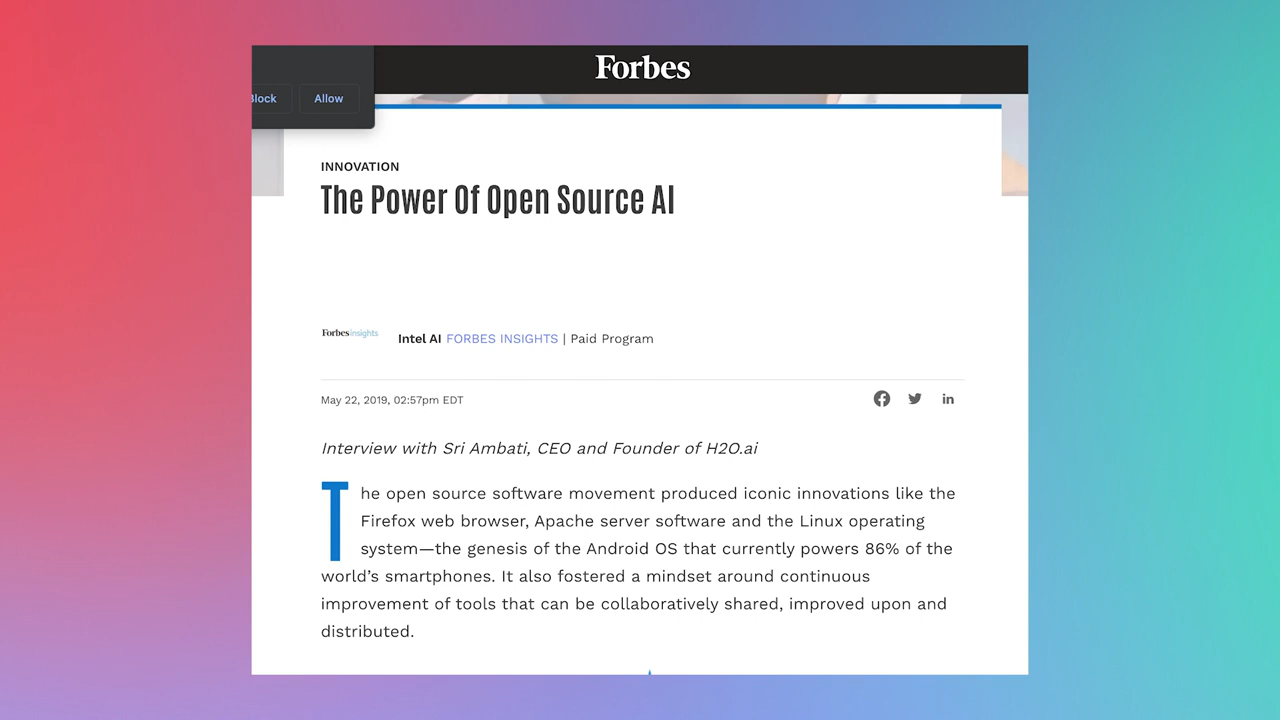 Forbes
Block Allow
INNOVATION
The Power Of Open Source AI
Forbes insights
Intel AI FORBES INSIGHTS | Paid Program
May 22, 2019, 02:57pm EDT
Interview with Sri Ambati, CEO and Founder of H2O.ai
The open source software movement produced iconic innovations like the
Firefox web browser, Apache server software and the Linux operating
system—the genesis of the Android OS that currently powers 86% of the
world's smartphones. It also fostered a mindset around continuous
improvement of tools that can be collaboratively shared, improved upon and
distributed.